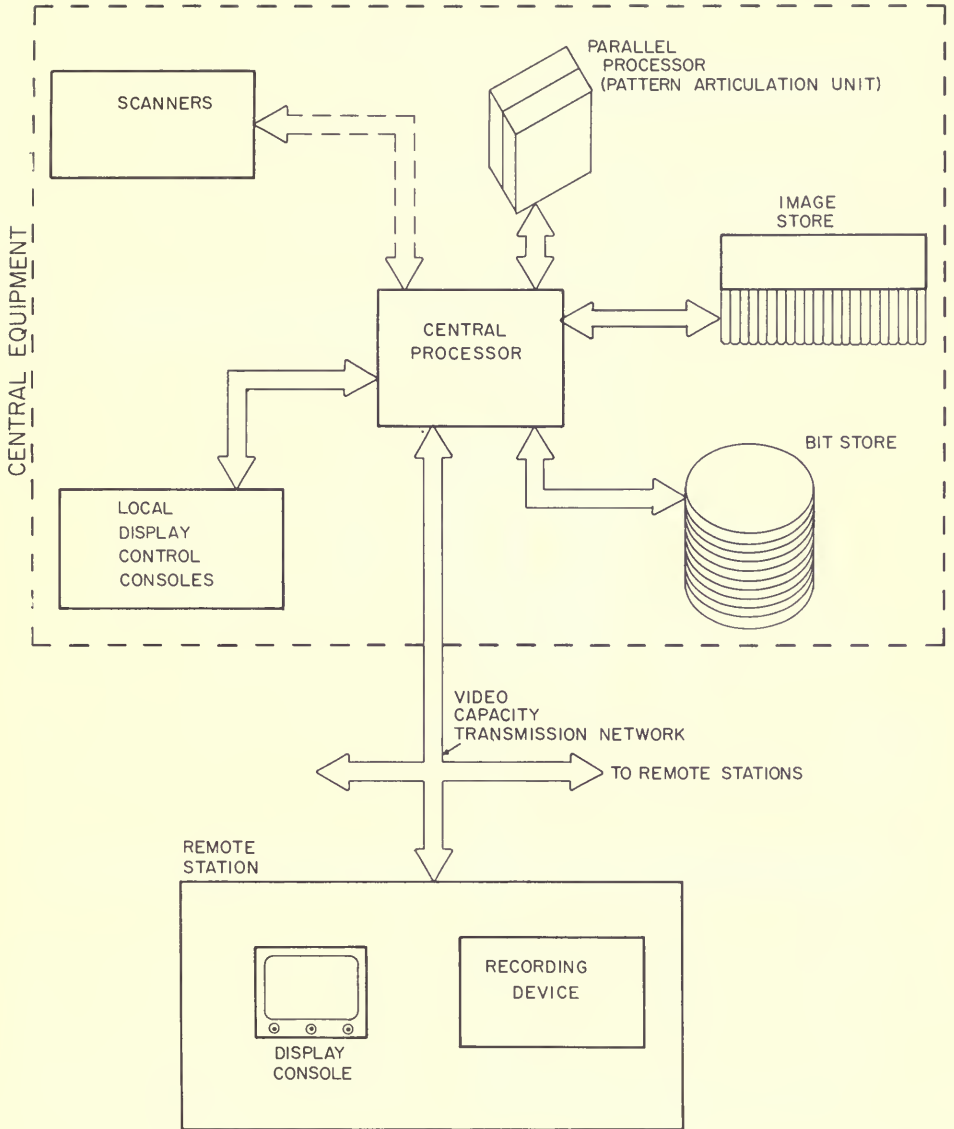 PARALLEL
PROCESSOR
(PATTERN ARTICULATION UNIT)
SCANNERS
IMAGE
STORE
CENTRAL EQUIPMENT
CENTRAL
PROCESSOR
BIT STORE
LOCAL
DISPLAY
CONTROL
CONSOLES
VIDEO
CAPACITY
TRANSMISSION NETWORK
TO REMOTE STATIONS
REMOTE
STATION
RECORDING
DEVICE
DISPLAY
CONSOLE